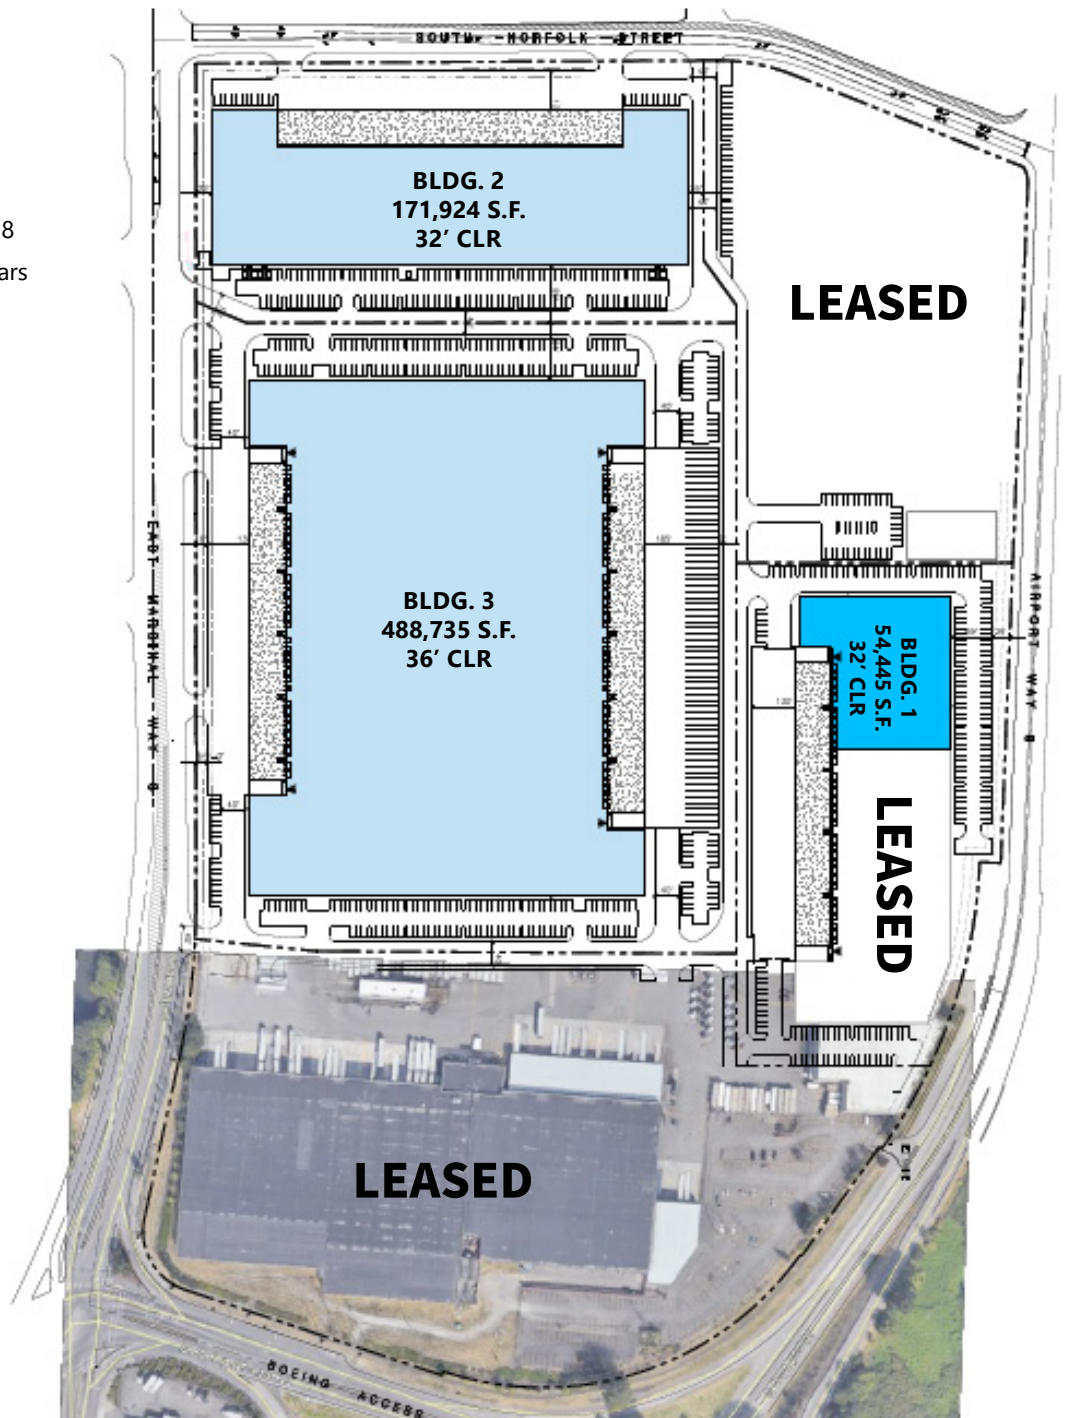 SOUTH NORFOLK STREET
BLDG. 2
171,924 S.F.
32’ CLR
8
ars
LEASED
BLDG. 3
488,735 S.F.
36’ CLR
EAST MARGINAL WAY S
AIRPORT WAY S
BLDG. 1
54,445 S.F.
32’ CLR
LEASED
LEASED
BOEING ACCESS